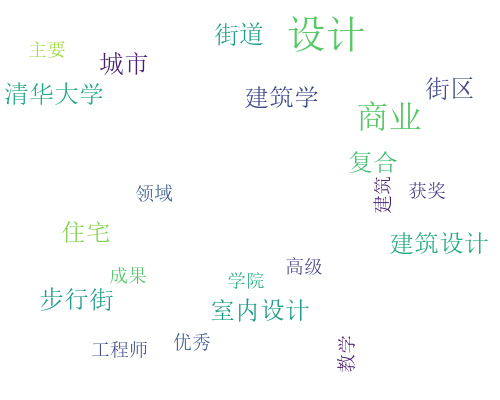 设计
街道
主要
城市
清华大学
建筑学
街区
商业
复合
建筑
获奖
领域
住宅
建筑设计
高级
成果
学院
步行街
室内设计
优秀
工程师
教学